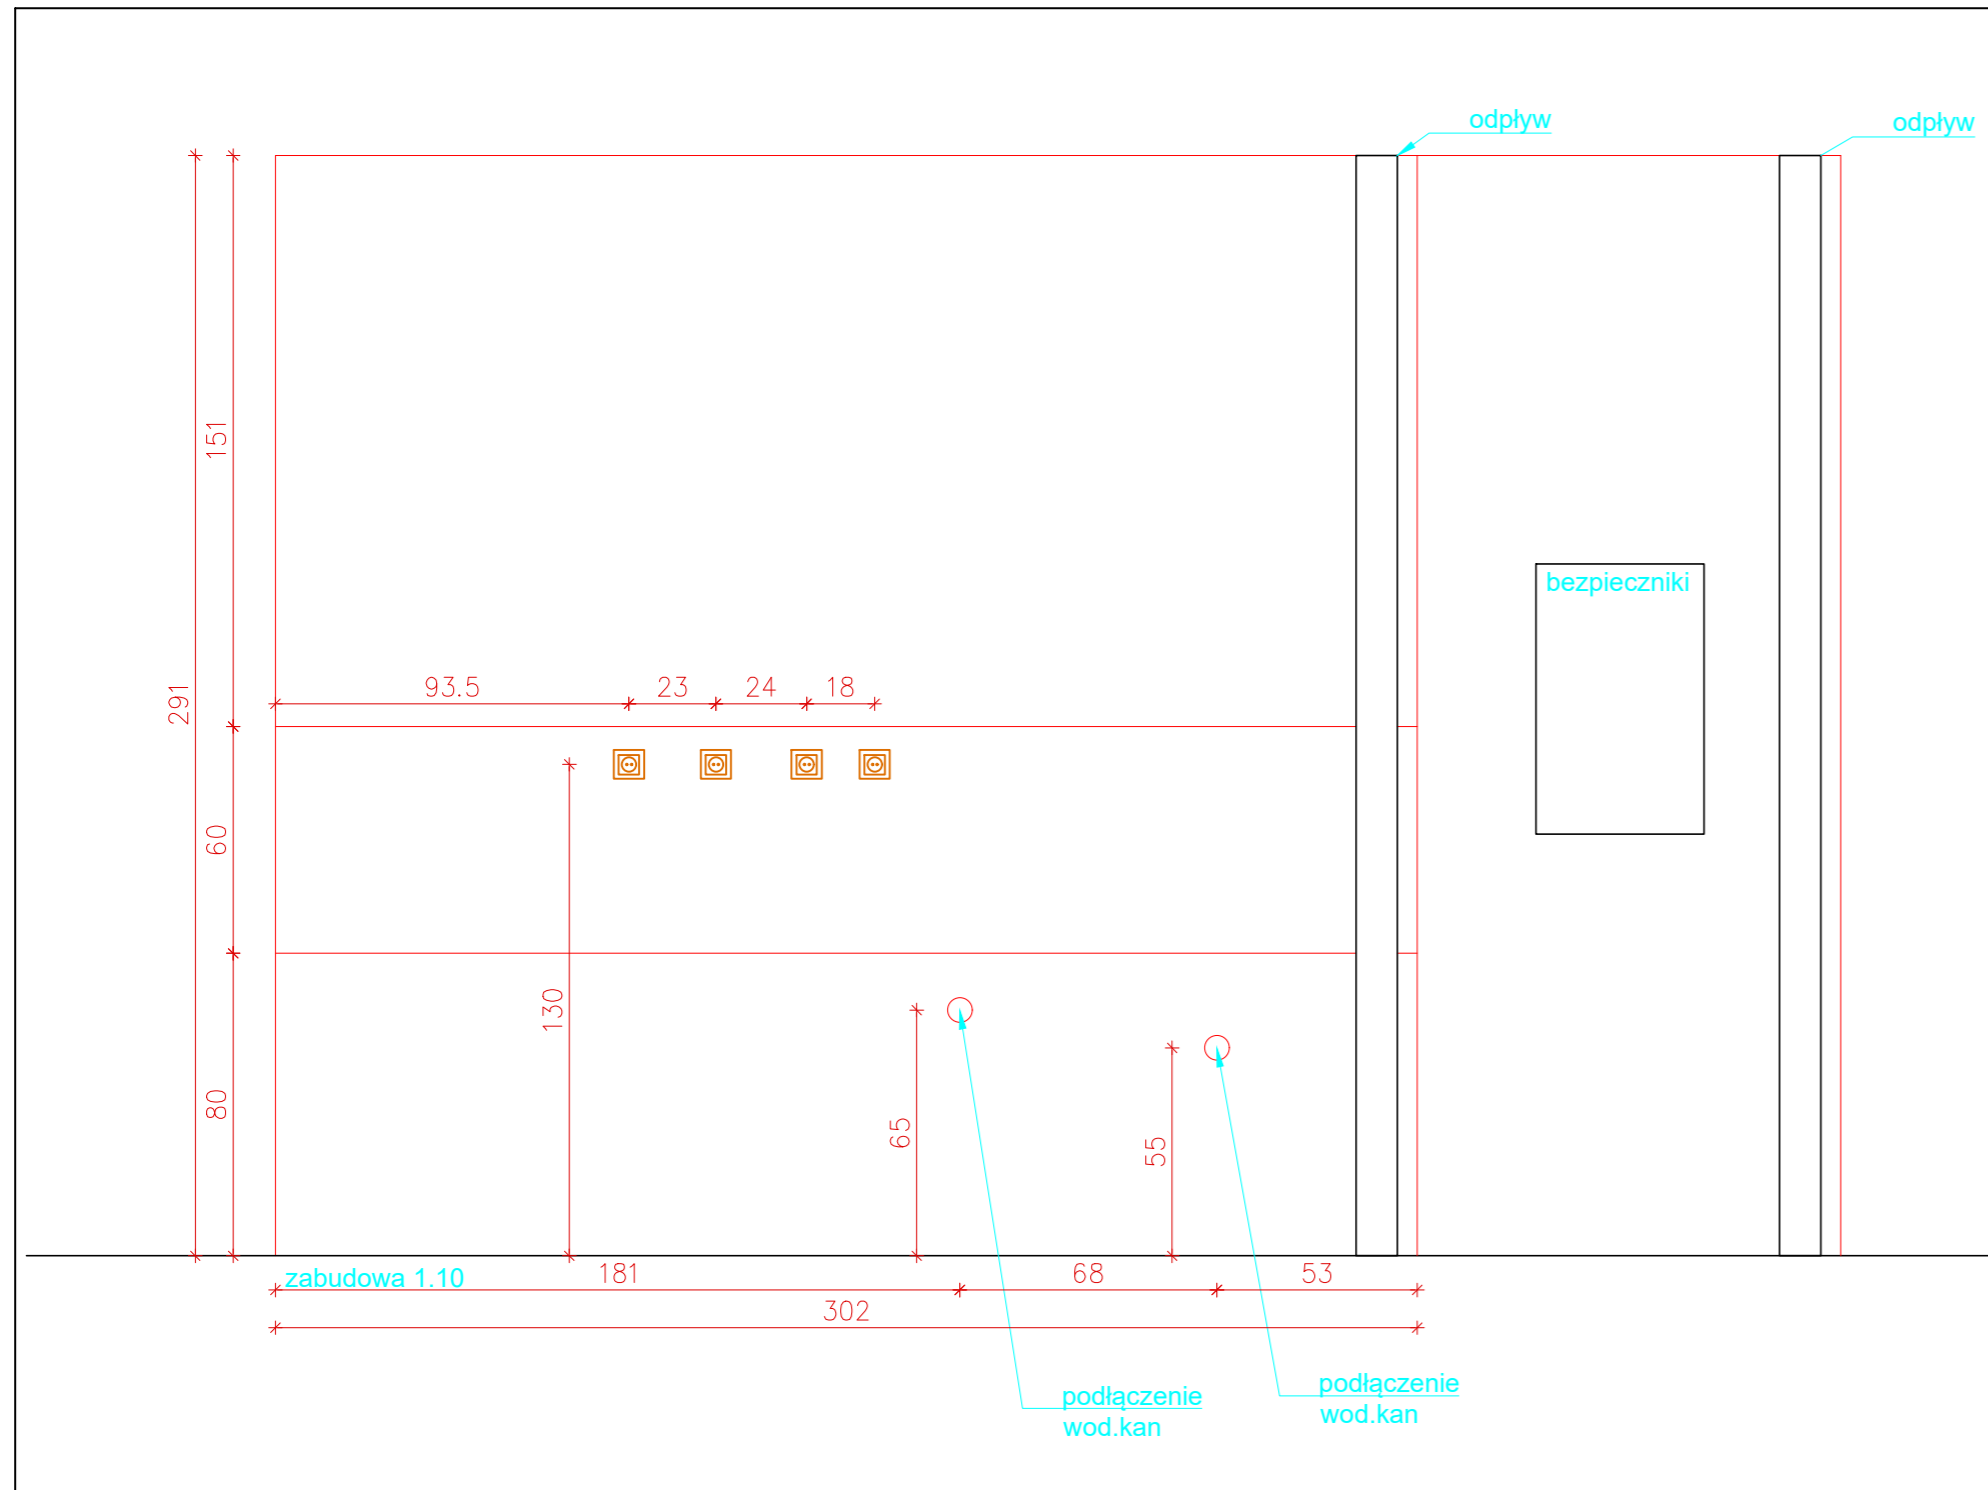 odpływ
odpływ
151
291
bezpieczniki
93.5
23
24
18
60
130
80
65
55
zabudowa 1.10
181
68
53
302
podłączenie
wod.kan
podłączenie
wod.kan